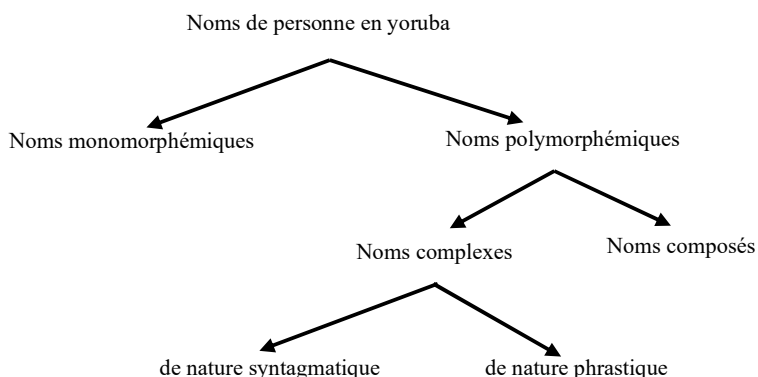 Noms de personne en yoruba
Noms monomorphémiques
Noms polymorphémiques
Noms complexes
Noms composés
de nature syntagmatique
de nature phrastique